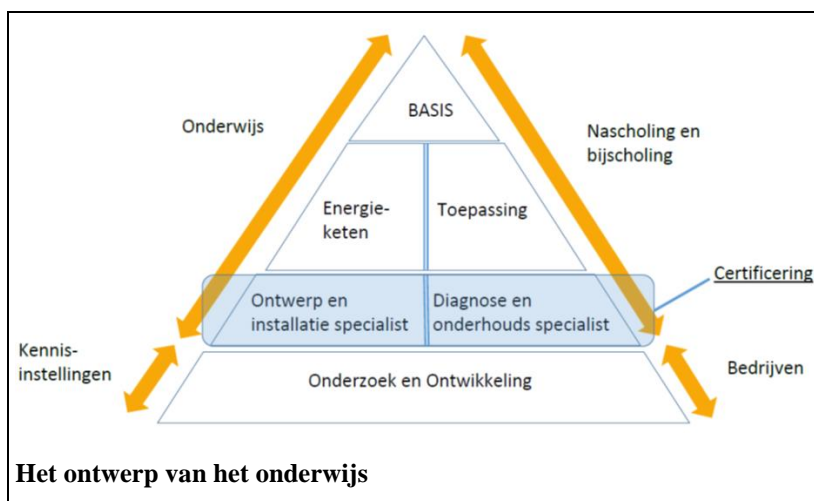 BASIS
Onderwijs
Nascholing en
bijscholing
Energie-
keten
Toepassing
Certificering
Ontwerp en
installatie specialist
Diagnose en
onderhouds specialist
Kennis-
instellingen
Onderzoek en Ontwikkeling
Bedrijven
Het ontwerp van het onderwijs